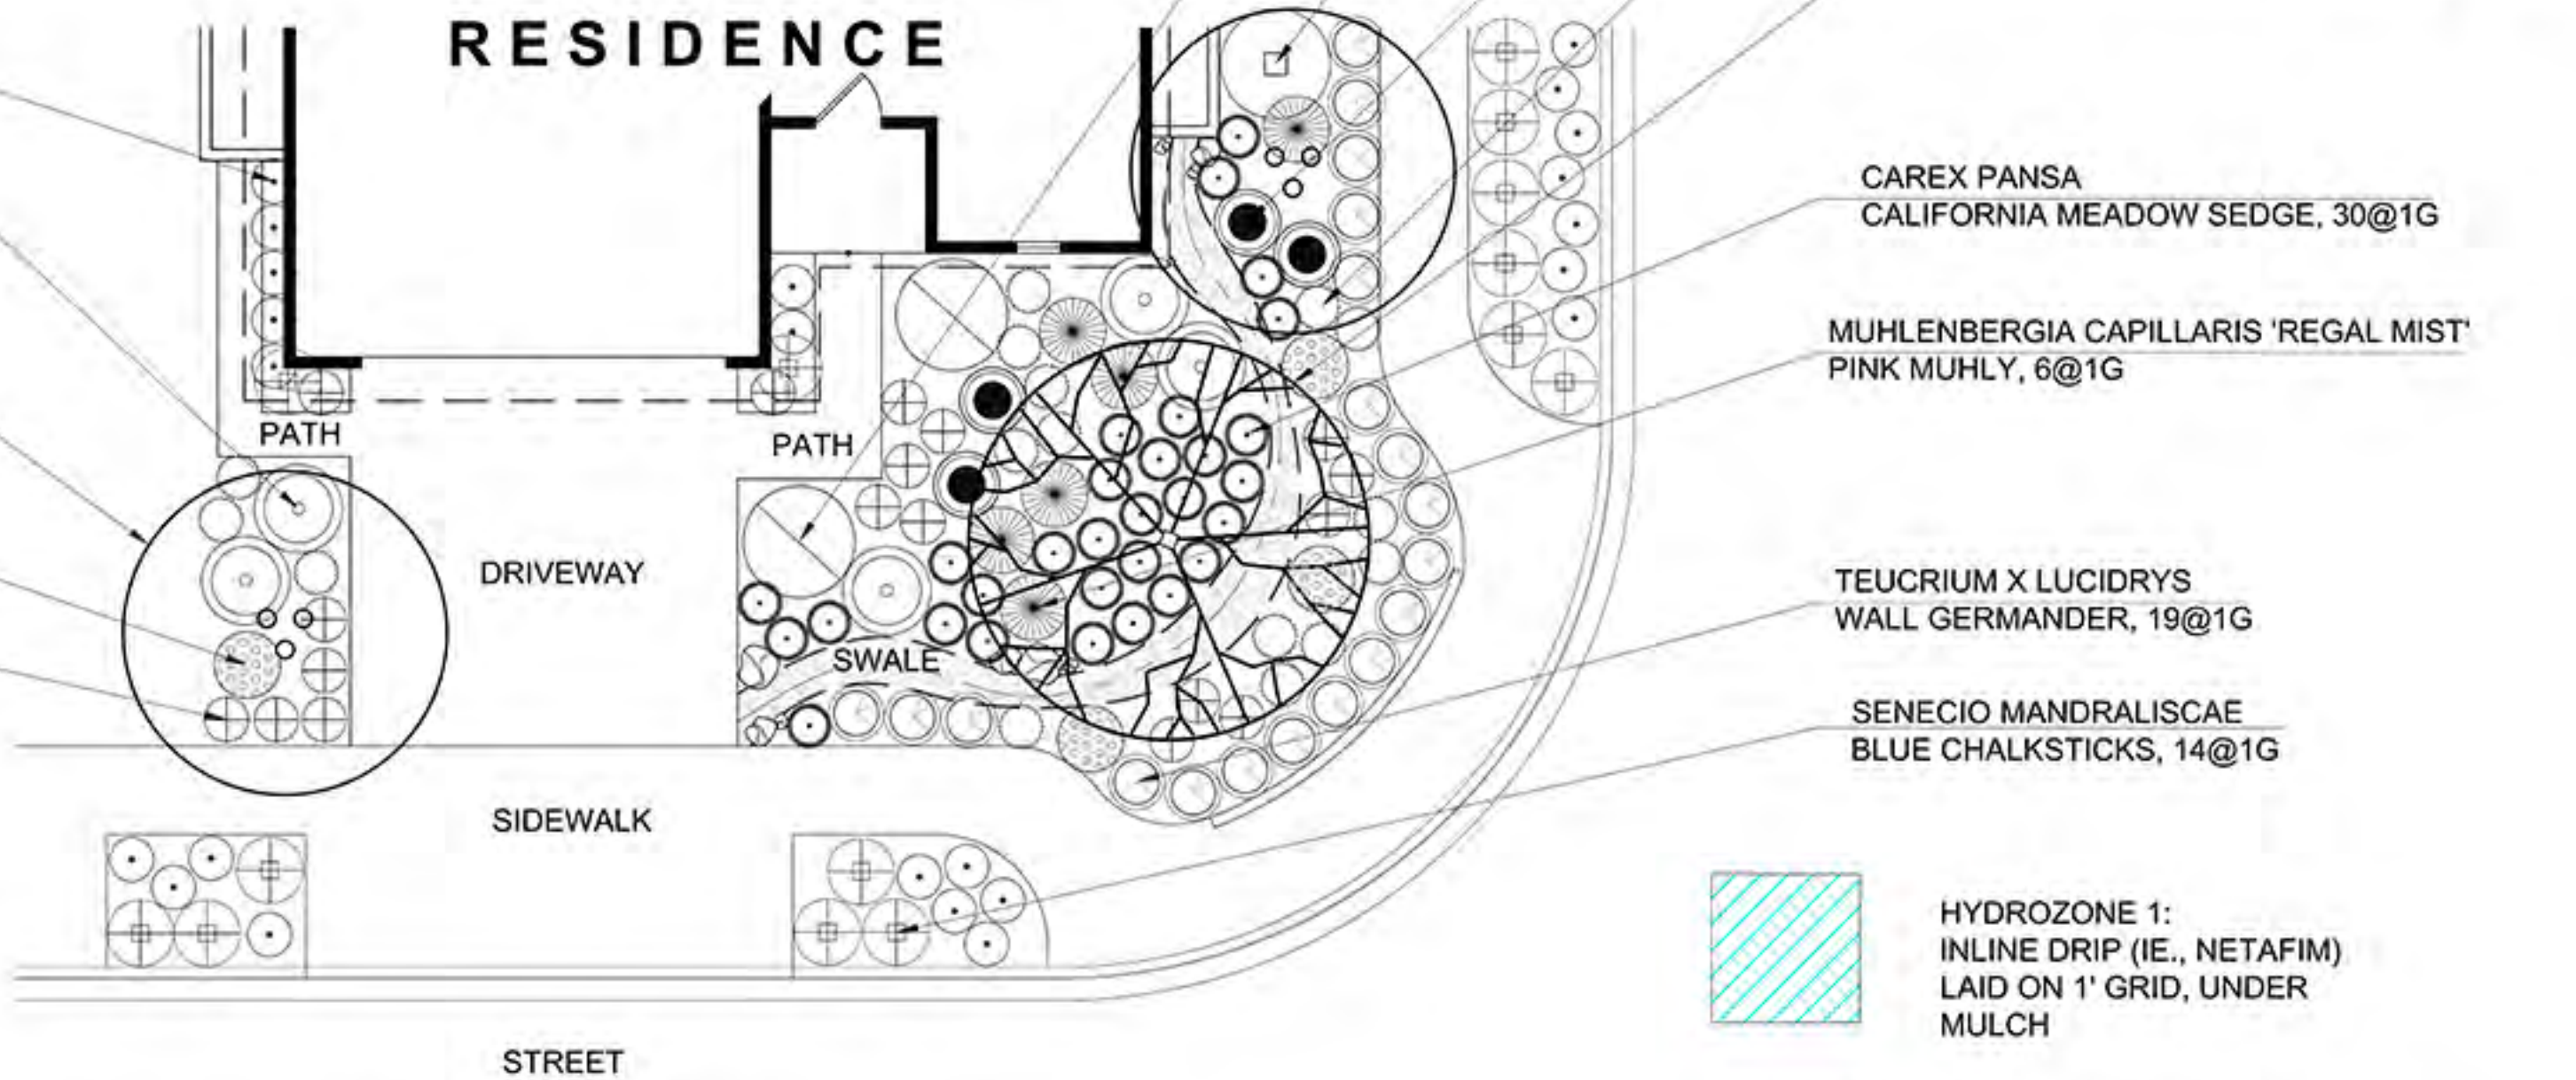 RESIDENCE
CAREX PANSA
CALIFORNIA MEADOW SEDGE, 30@1G
MUHLENBERGIA CAPILLARIS 'REGAL MIST'
PINK MUHLY, 6@1G
PATH
PATH
DRIVEWAY
TEUCRIUM X LUCIDRYS
WALL GERMANDER, 19@1G
SWALE
SENECIO MANDRALISCAE
BLUE CHALKSTICKS, 14@1G
SIDEWALK
HYDROZONE 1:
INLINE DRIP (IE., NETAFIM)
LAID ON 1' GRID, UNDER
MULCH
STREET